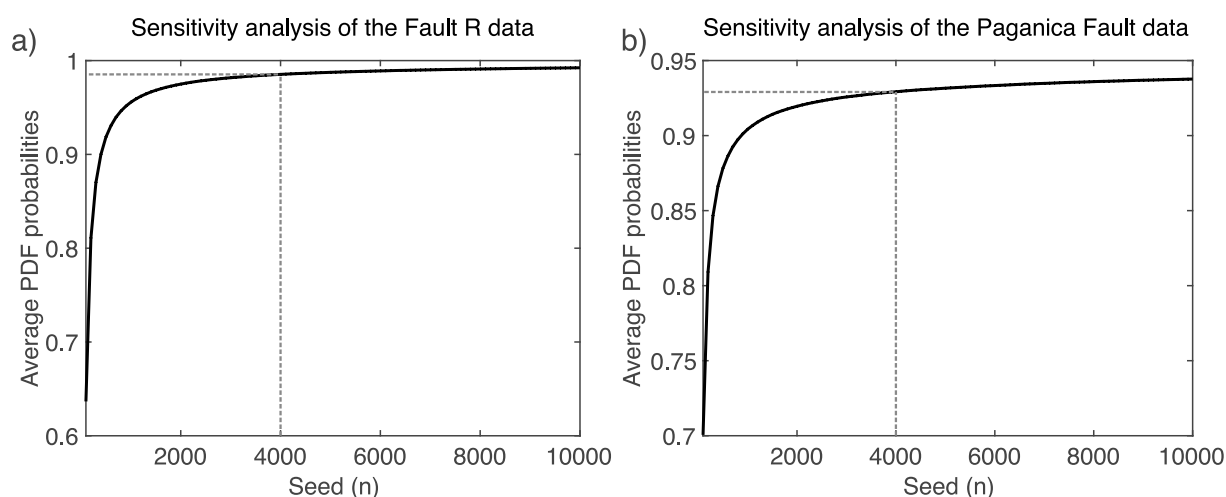 a)
Sensitivity analysis of the Fault R data
Average PDF probabilities
1
0.9
0.8
0.7
0.6
2000 4000 6000 8000 10000
Seed (n)
b)
Sensitivity analysis of the Paganica Fault data
Average PDF probabilities
0.95
0.9
0.85
0.8
0.75
0.7
2000 4000 6000 8000 10000
Seed (n)